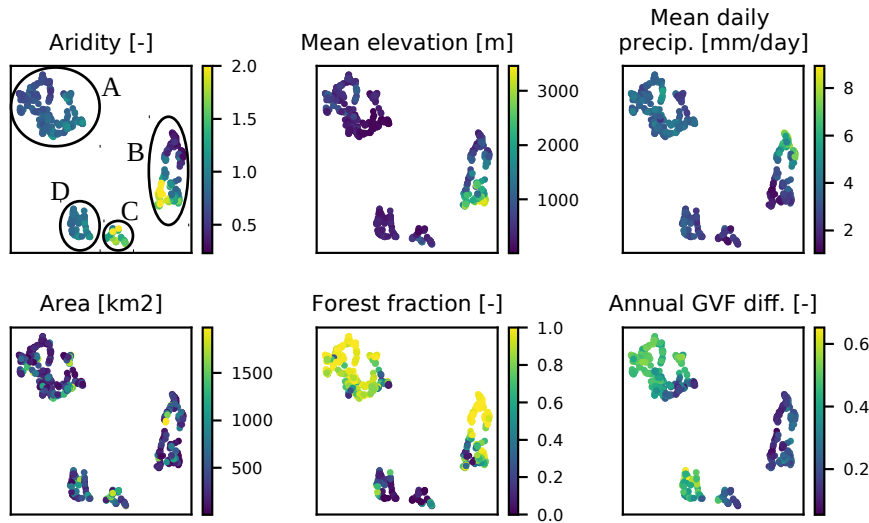 Aridity [-]
A
B
D
C
2.0
1.5
1.0
0.5
Mean elevation [m]
3000
2000
1000
Mean daily
precip. [mm/day]
8
6
4
2
Area [km2]
1500
1000
500
Forest fraction [-]
1.0
0.8
0.6
0.4
0.2
0.0
Annual GVF diff. [-]
0.6
0.4
0.2